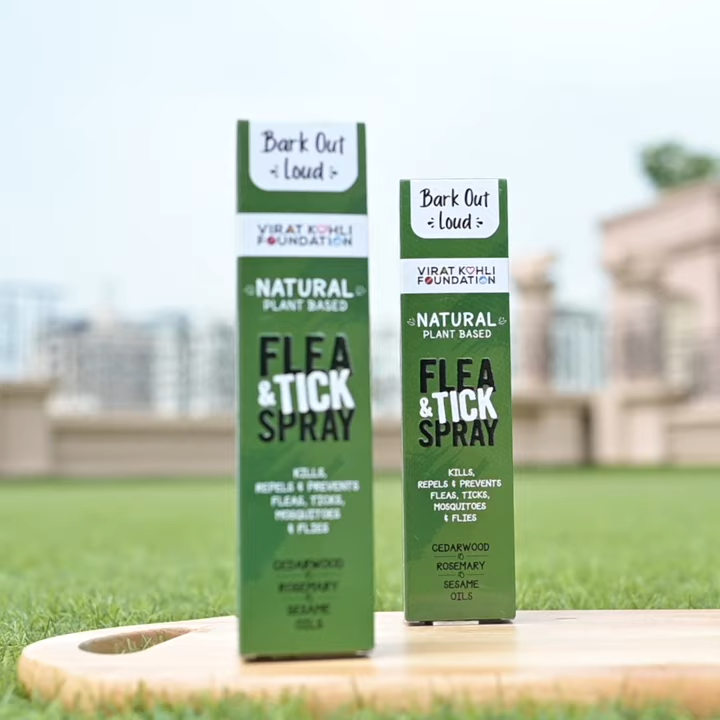 Bark Out
Loud
VIRAT KOHLI
FOUNDATION
NATURAL
PLANT BASED
FLEA
&TICK
SPRAY
KILLS,
REPELS & PREVENTS
FLEAS, TICKS,
MOSQUITOES
& FLIES
CEDARWOOD
ROSEMARY
SESAME
OILS
Bark Out
Loud
VIRAT KOHLI
FOUNDATION
NATURAL
PLANT BASED
FLEA
&TICK
SPRAY
KILLS,
REPELS & PREVENTS
FLEAS, TICKS,
MOSQUITOES
& FLIES
CEDARWOOD
ROSEMARY
SESAME
OILS